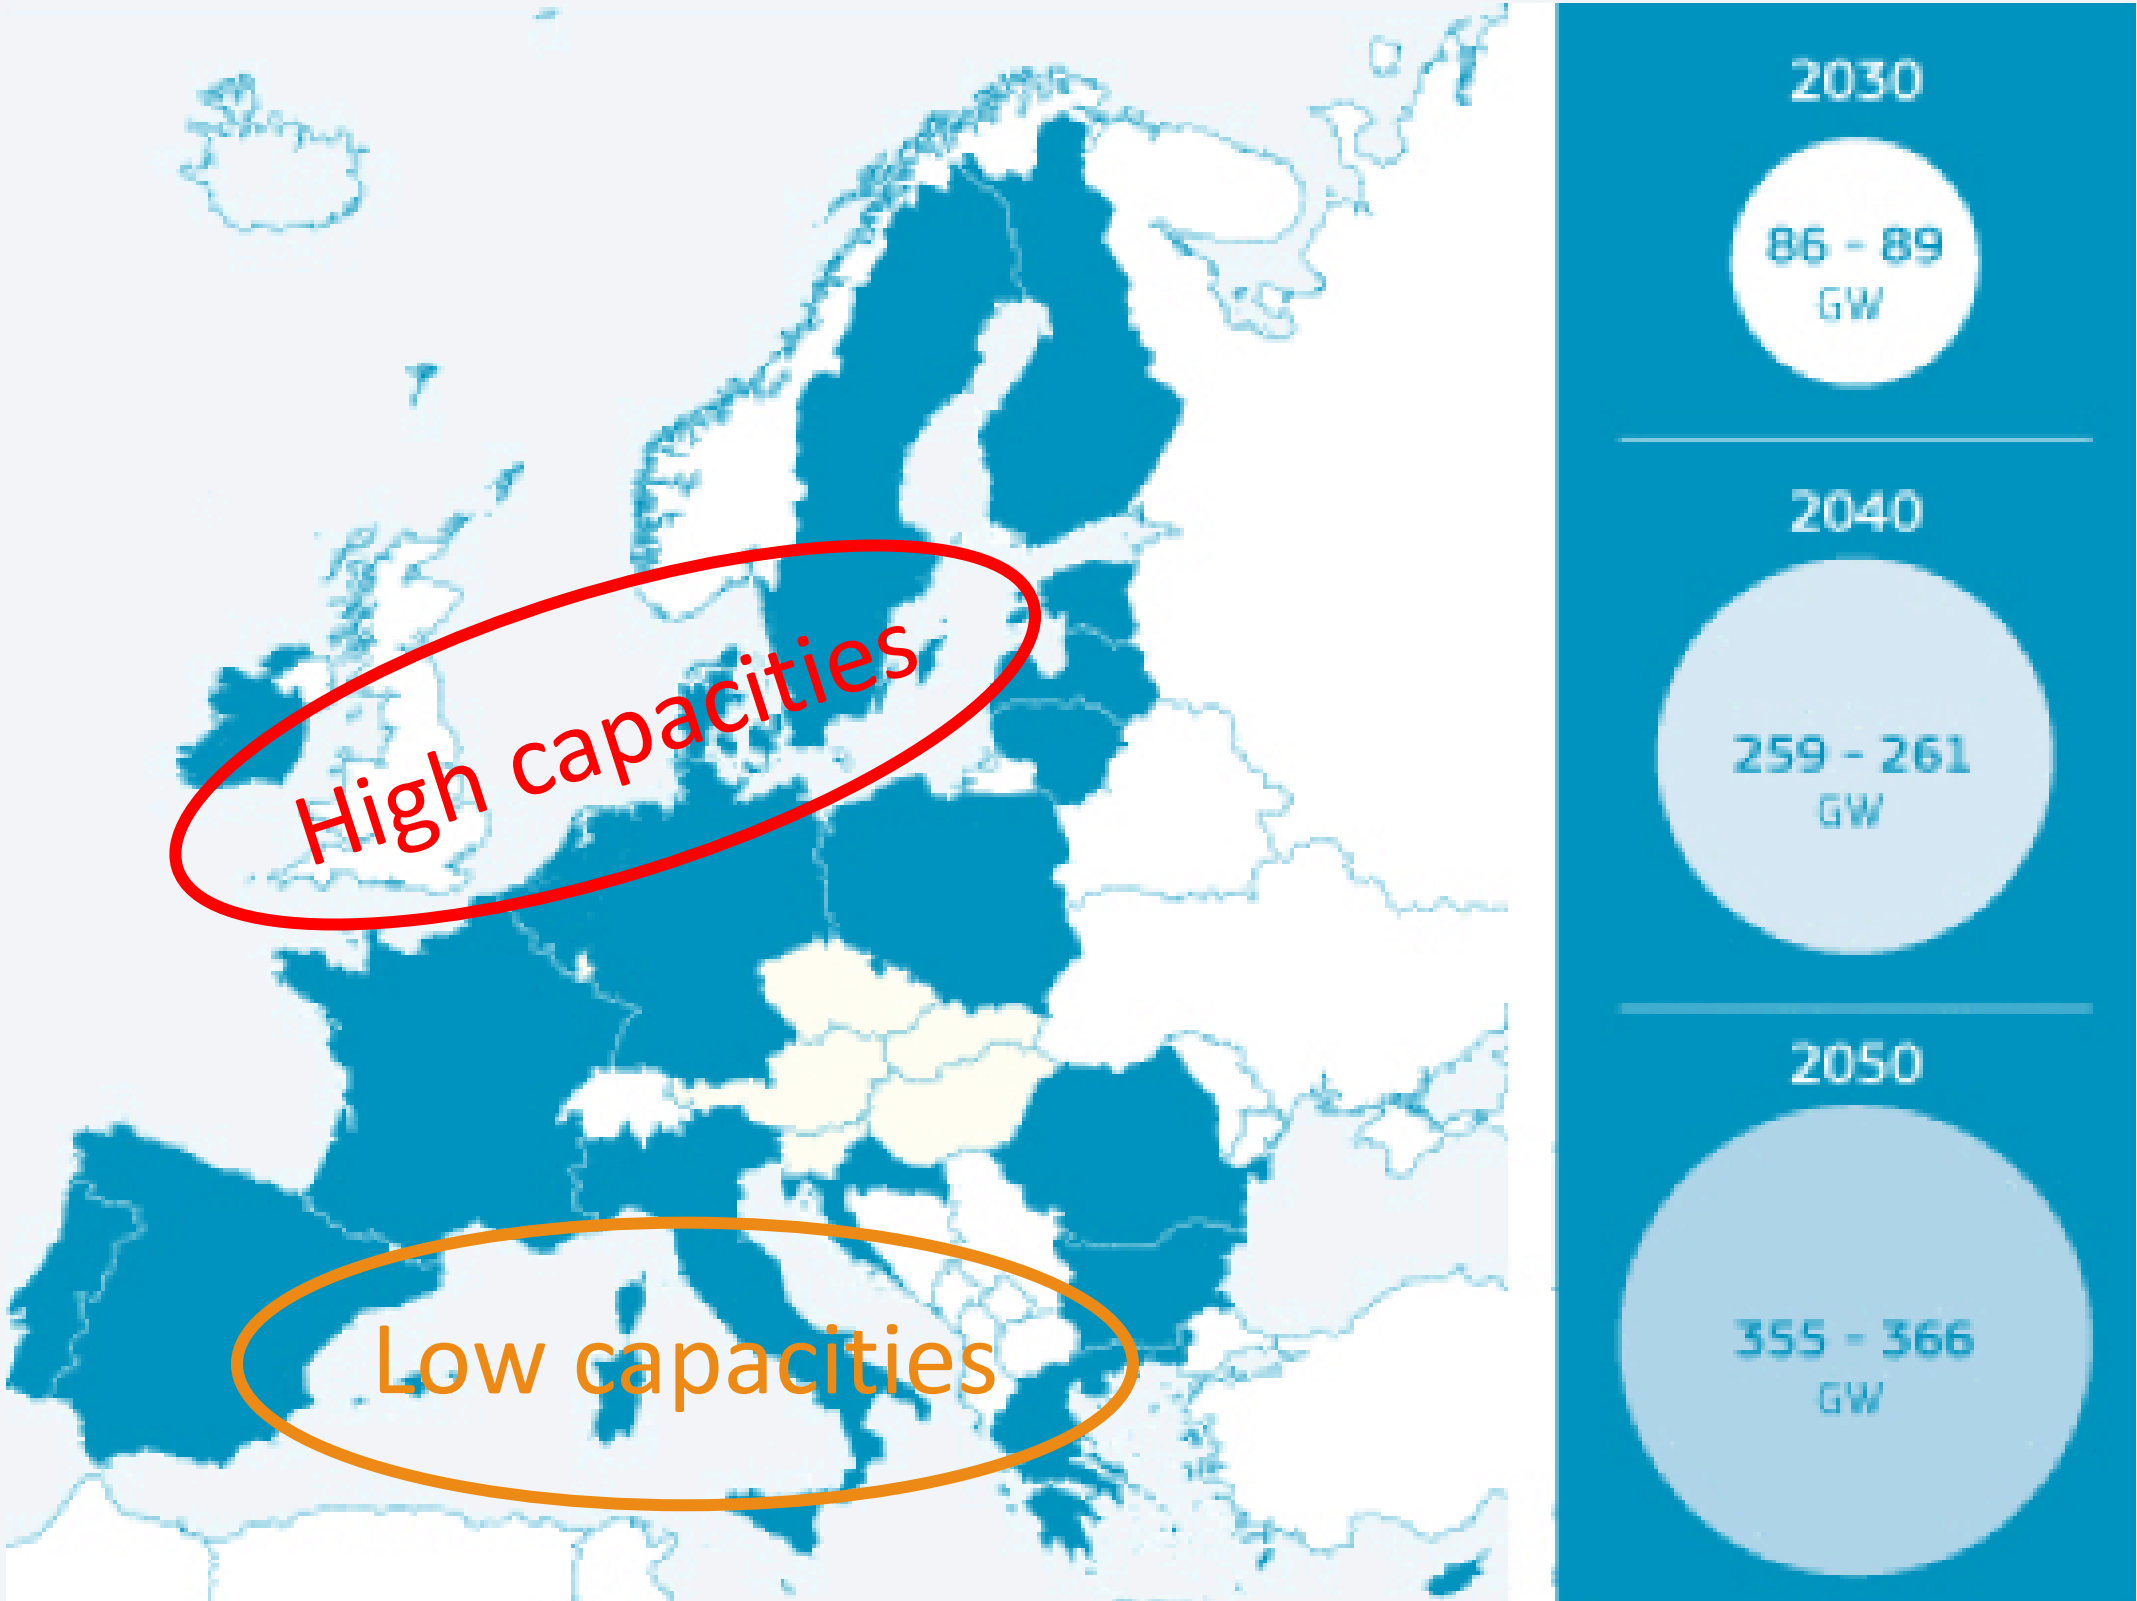 High capacities
Low capacities
2030
86 - 89
GW
2040
259 - 261
GW
2050
355 - 366
GW